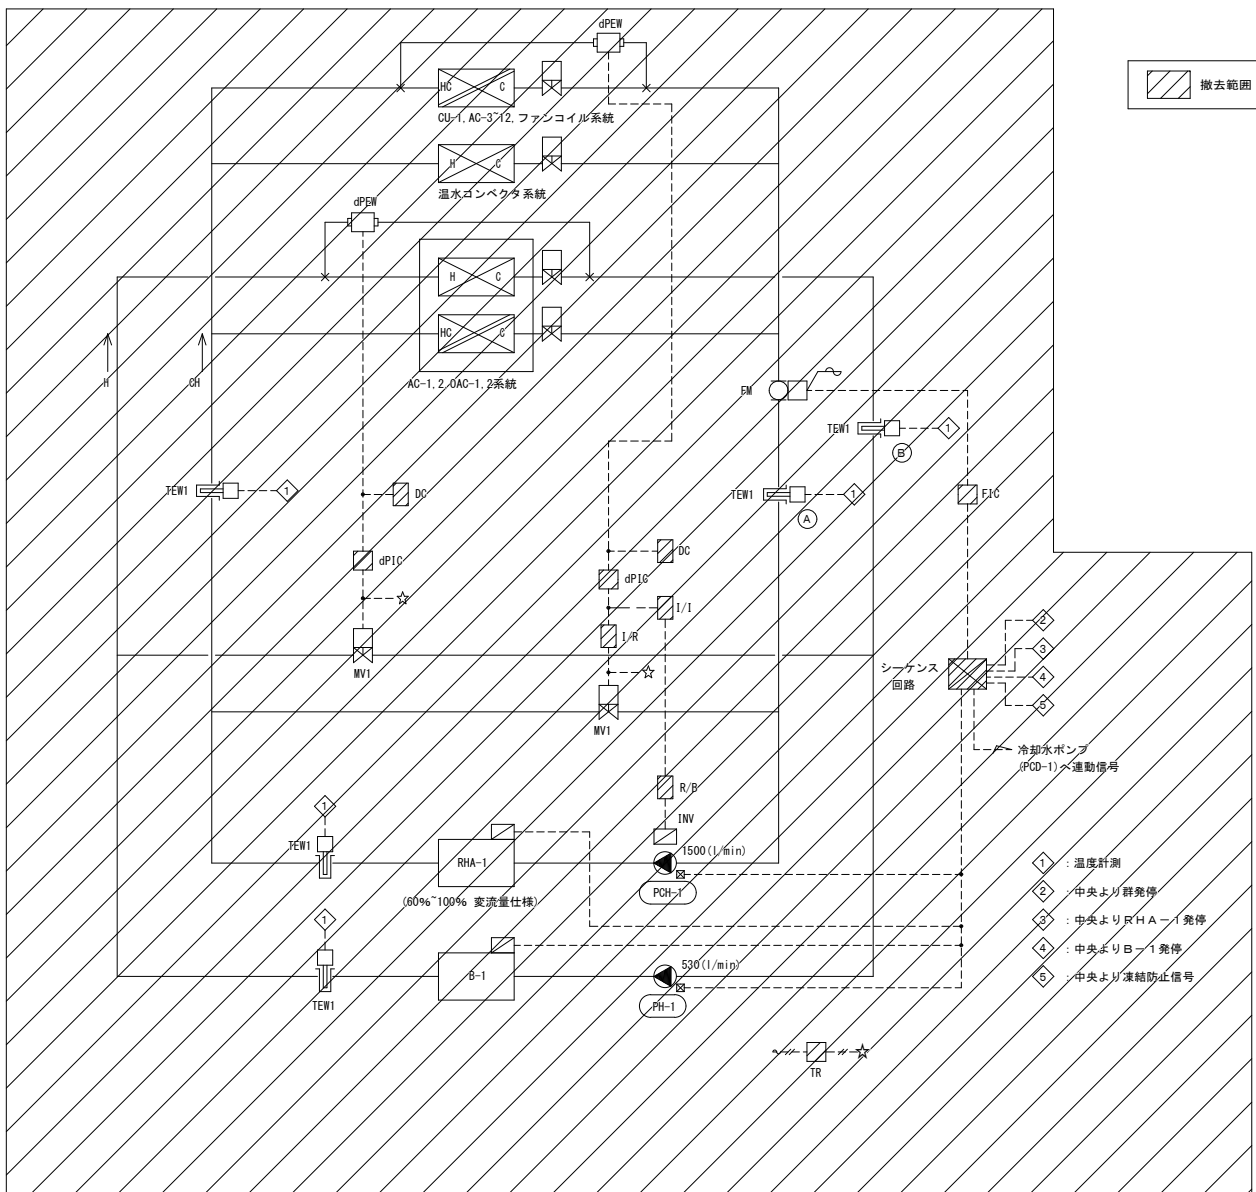 dPEW
撤去範囲
HC C
CU-1, AC-3~12, ファンコイル系統
H C
温水コンベクタ系統
dPEW
H C
HC C
AC-1, 2 OAC-1, 2系統
H
CH
FM
TEW1 1
B
TEW1 1
DC
TEW1 1
A
FIC
dPIC
DC
dPIC
I/I
I/R
MV1
MV1
シーケンス
回路
2
3
4
5
冷却水ポンプ
(PCD-1)へ連動信号
R/B
INV
1
TEW1
RHA-1
(60%~100% 変流量仕様)
1500(l/min)
PCH-1
1
TEW1
B-1
530(l/min)
PH-1
1 : 温度計測
2 : 中央より群発停
3 : 中央よりRHA-1発停
4 : 中央よりB-1発停
5 : 中央より凍結防止信号
TR